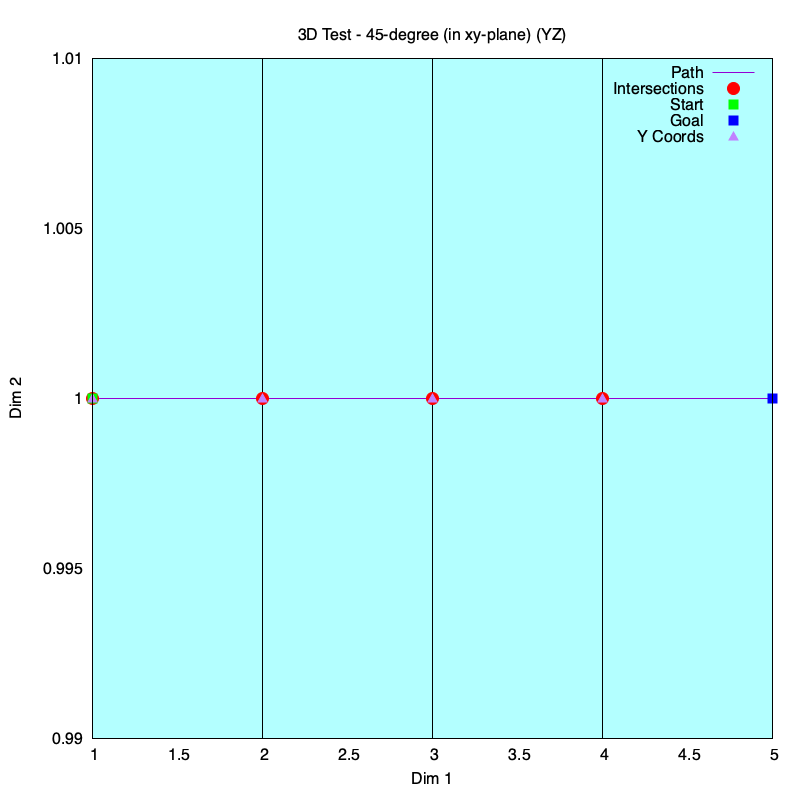 3D Test - 45-degree (in xy-plane) (YZ)
1.01
Path
Intersections
Start
Goal
Y Coords
1.005
1
0.995
0.99
Dim 2
1 1.5 2 2.5 3 3.5 4 4.5 5
Dim 1